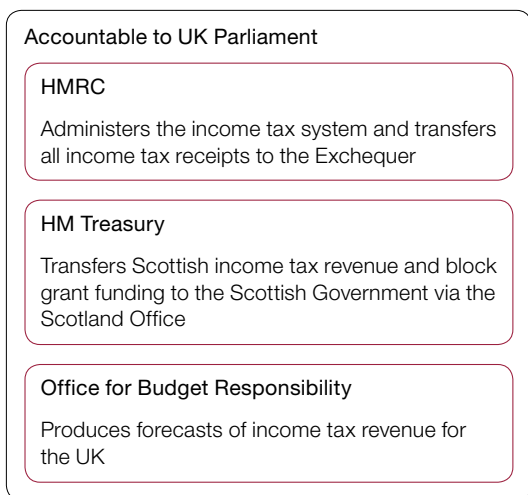 Accountable to UK Parliament
HMRC
Administers the income tax system and transfers
all income tax receipts to the Exchequer
HM Treasury
Transfers Scottish income tax revenue and block
grant funding to the Scottish Government via the
Scotland Office
Office for Budget Responsibility
Produces forecasts of income tax revenue for
the UK